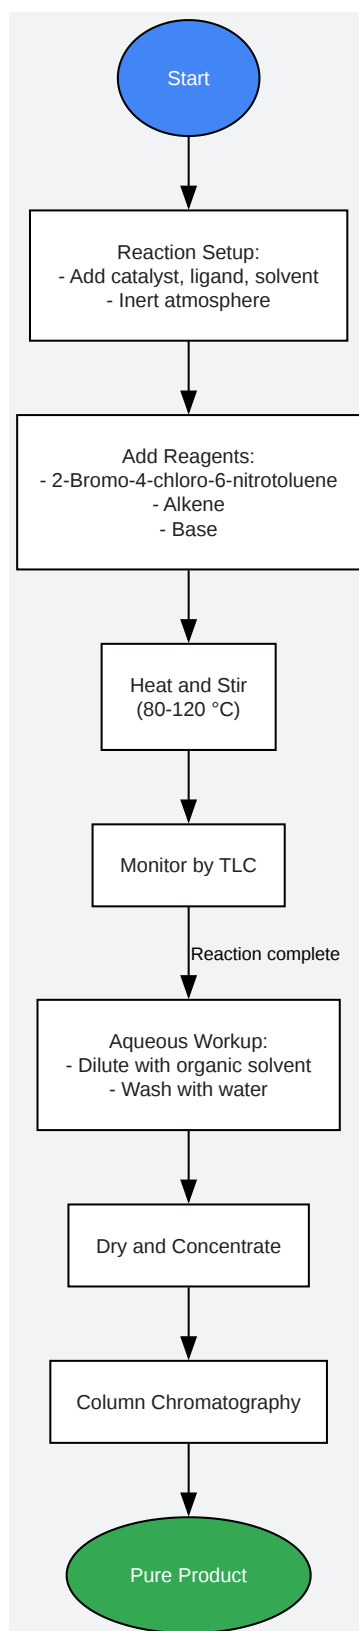 Start
Reaction Setup:
- Add catalyst, ligand, solvent
- Inert atmosphere
Add Reagents:
- 2-Bromo-4-chloro-6-nitrotoluene
- Alkene
- Base
Heat and Stir
(80-120 °C)
Monitor by TLC
Reaction complete
Aqueous Workup:
- Dilute with organic solvent
- Wash with water
Dry and Concentrate
Column Chromatography
Pure Product